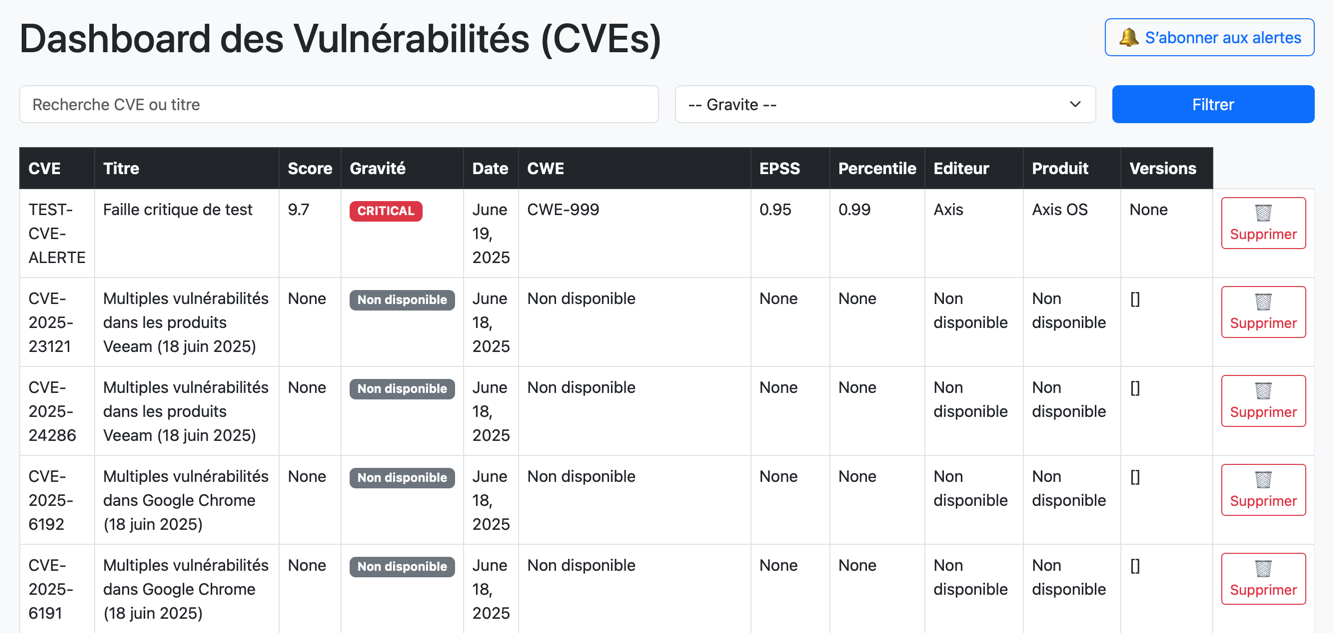 Dashboard des Vulnérabilités (CVEs)
🔔 S'abonner aux alertes
Recherche CVE ou titre
-- Gravite --
Filtrer
CVE Titre Score Gravité Date CWE EPSS Percentile Editeur Produit Versions
TEST- Faille critique de test 9.7 CRITICAL June CWE-999 0.95 0.99 Axis Axis OS None
CVE- 19, Supprimer
ALERTE 2025
CVE- Multiples vulnérabilités None Non disponible June Non disponible None None Non Non []
2025- dans les produits 18, disponible disponible Supprimer
23121 Veeam (18 juin 2025) 2025
CVE- Multiples vulnérabilités None Non disponible June Non disponible None None Non Non []
2025- dans les produits 18, disponible disponible Supprimer
24286 Veeam (18 juin 2025) 2025
CVE- Multiples vulnérabilités None Non disponible June Non disponible None None Non Non []
2025- dans Google Chrome 18, disponible disponible Supprimer
6192 (18 juin 2025) 2025
CVE- Multiples vulnérabilités None Non disponible June Non disponible None None Non Non []
2025- dans Google Chrome 18, disponible disponible Supprimer
6191 (18 juin 2025) 2025